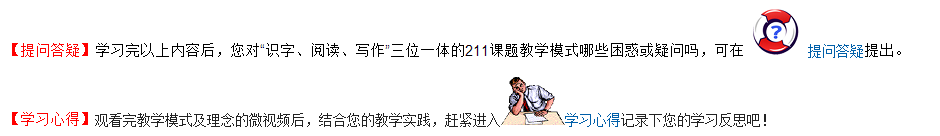 【提问答疑】学习完以上内容后，您对“识字、阅读、写作”三位一体的211课题教学模式哪些困惑或疑问吗，可在 ? 提问答疑提出。
【学习心得】观看完教学模式及理念的微视频后，结合您的教学实践，赶紧进入学习心得记录下您的学习反思吧！